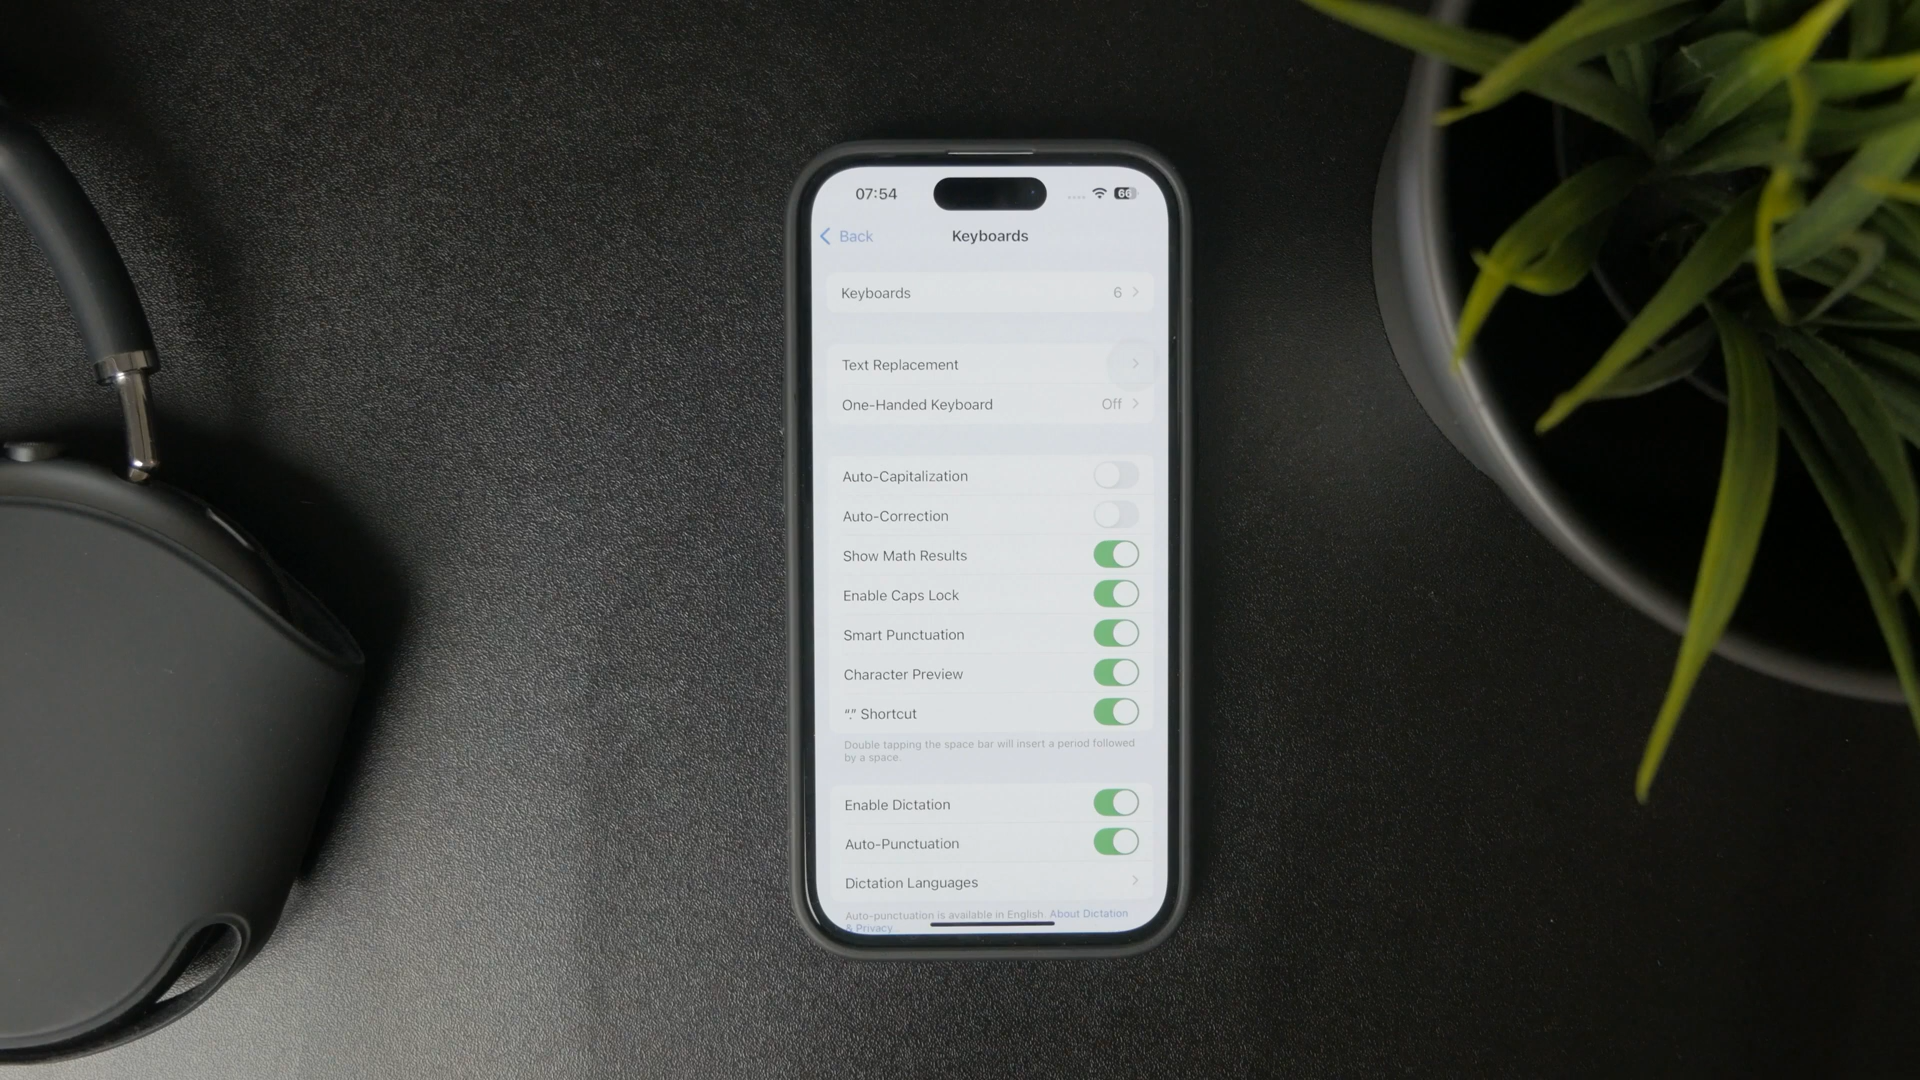 07:54 66
Back Keyboards
Keyboards 6
Text Replacement
One-Handed Keyboard Off
Auto-Capitalization
Auto-Correction
Show Math Results
Enable Caps Lock
Smart Punctuation
Character Preview
“.” Shortcut
Double tapping the space bar will insert a period followed
by a space.
Enable Dictation
Auto-Punctuation
Dictation Languages
Auto-punctuation is available in English. About Dictation
& Privacy.